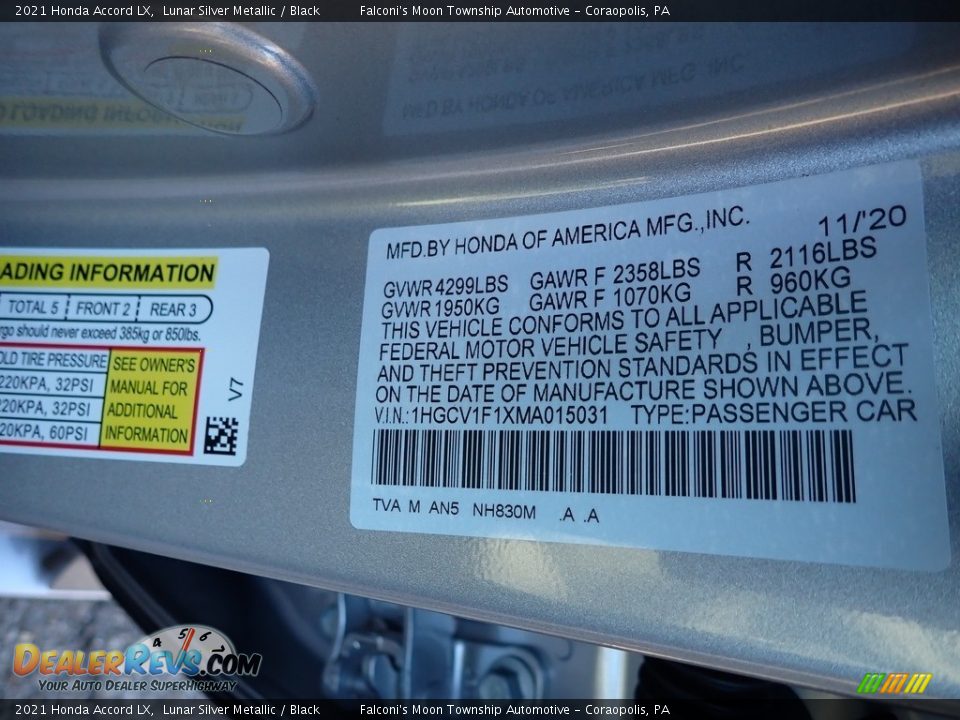 2021 Honda Accord LX, Lunar Silver Metallic / Black Falconi's Moon Township Automotive – Coraopolis, PA
ADING INFORMATION
TOTAL 5 FRONT 2 REAR 3
rgo should never exceed 385kg or 850lbs.
OLD TIRE PRESSURE
220KPA, 32PSI
220KPA, 32PSI
20KPA, 60PSI
SEE OWNER'S
MANUAL FOR
ADDITIONAL
INFORMATION
V7
MFD.BY HONDA OF AMERICA MFG.,INC. 11/'20
GVWR 4299LBS GAWR F 2358LBS R 2116LBS
GVWR 1950KG GAWR F 1070KG R 960KG
THIS VEHICLE CONFORMS TO ALL APPLICABLE
FEDERAL MOTOR VEHICLE SAFETY , BUMPER,
AND THEFT PREVENTION STANDARDS IN EFFECT
ON THE DATE OF MANUFACTURE SHOWN ABOVE.
V.I.N.:1HGCV1F1XMA015031 TYPE:PASSENGER CAR
TVA M AN5 NH830M .A .A
4 5 6
DEALERREVS.COM
YOUR AUTO DEALER SUPERHIGHWAY
2021 Honda Accord LX, Lunar Silver Metallic / Black Falconi's Moon Township Automotive – Coraopolis, PA